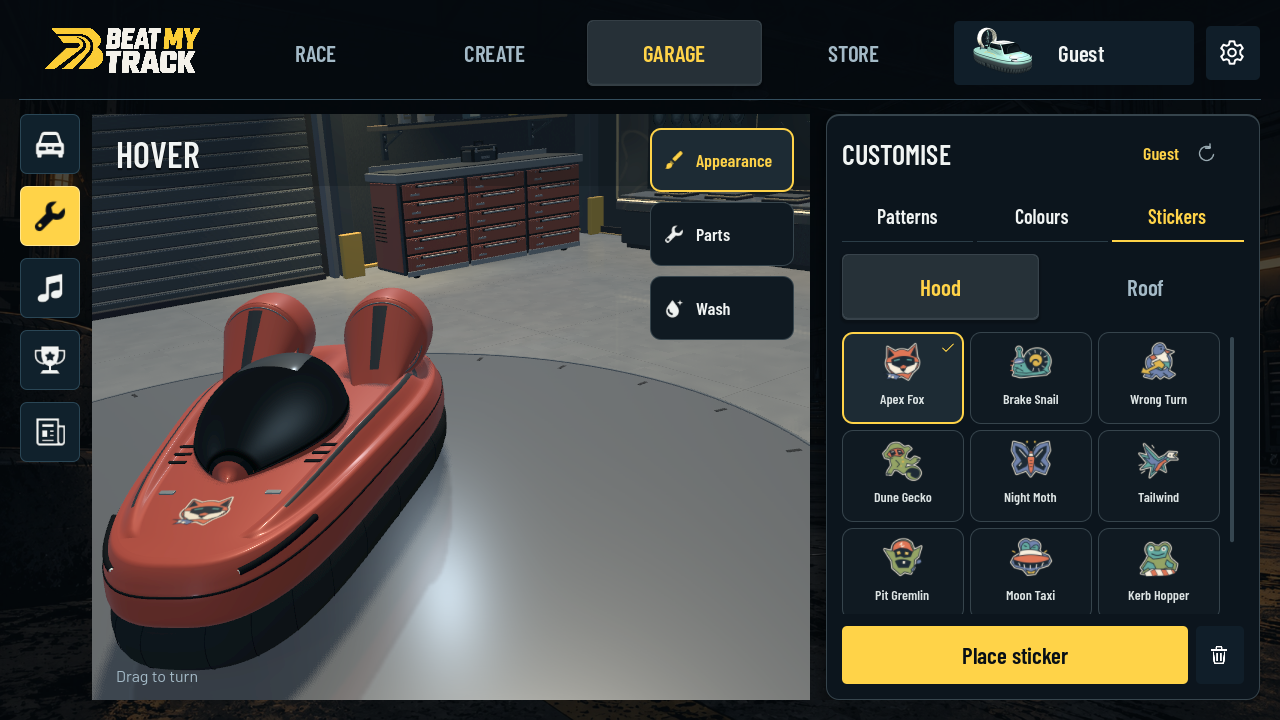 BEAT MY
TRACK
RACE
CREATE
GARAGE
STORE
Guest
HOVER
Appearance
Parts
Wash
Drag to turn
CUSTOMISE
Guest
Patterns
Colours
Stickers
Hood
Roof
Apex Fox
Brake Snail
Wrong Turn
Dune Gecko
Night Moth
Tailwind
Pit Gremlin
Moon Taxi
Kerb Hopper
Place sticker